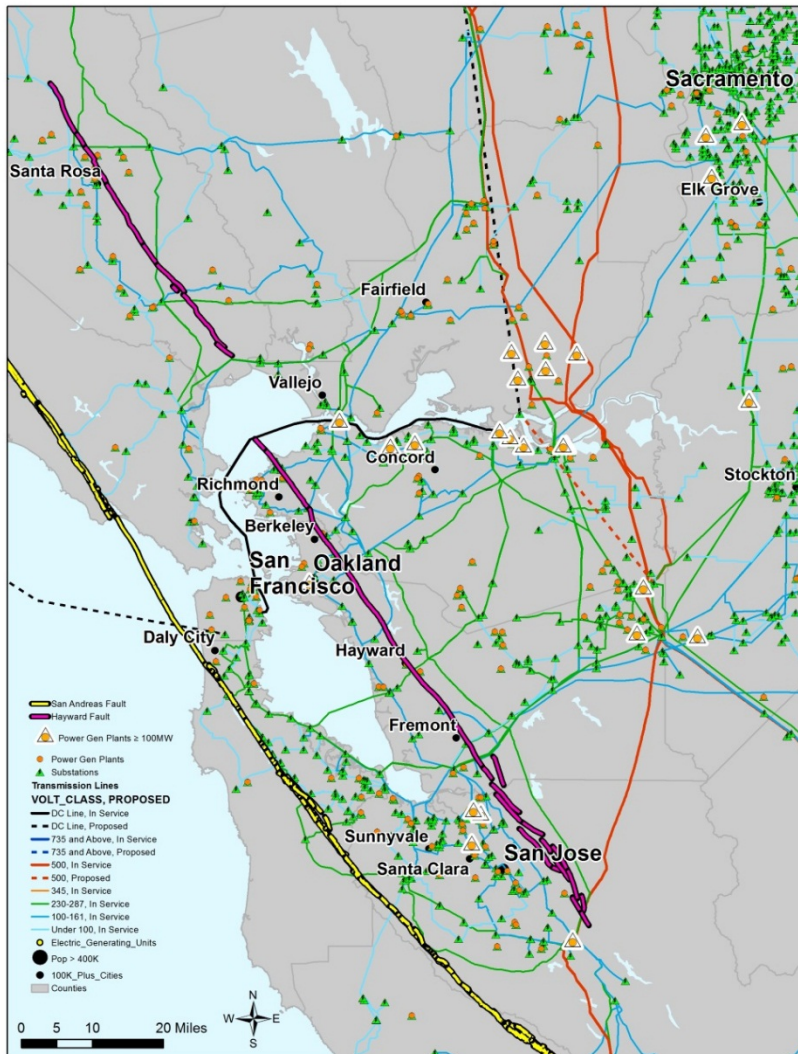 Sacramento
Santa Rosa
Elk Grove
Fairfield
Vallejo
Concord
Stockton
Richmond
Berkeley
San
Francisco
Oakland
Daly City
Hayward
Fremont
Sunnyvale
San Jose
Santa Clara
San Andreas Fault
Hayward Fault
Power Gen Plants ≥ 100MW
Power Gen Plants
Substations
Transmission Lines
VOLT_CLASS, PROPOSED
DC Line, In Service
DC Line, Proposed
735 and Above, In Service
735 and Above, Proposed
500, In Service
500, Proposed
345, In Service
230-287, In Service
100-161, In Service
Under 100, In Service
Electric_Generating_Units
Pop > 400K
100K_Plus_Cities
Counties
N
W E
S
0 5 10 20 Miles